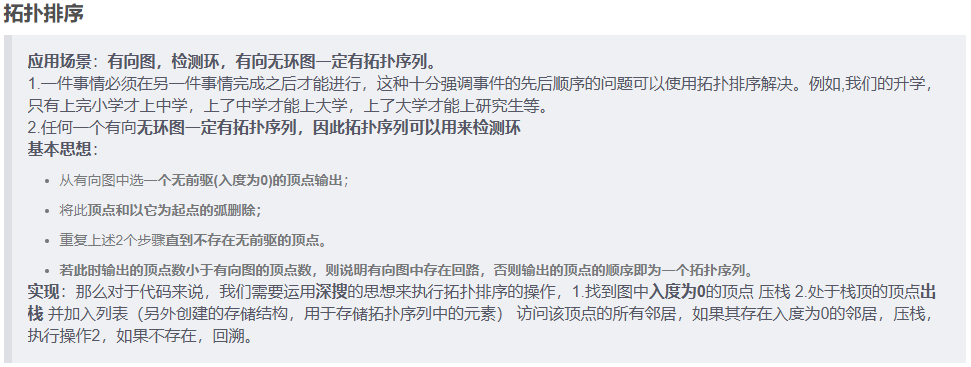 拓扑排序
应用场景：有向图，检测环，有向无环图一定有拓扑序列。
1.一件事情必须在另一件事情完成之后才能进行，这种十分强调事件的先后顺序的问题可以使用拓扑排序解决。例如,我们的升学，
只有上完小学才上中学，上了中学才能上大学，上了大学才能上研究生等。
2.任何一个有向无环图一定有拓扑序列，因此拓扑序列可以用来检测环
基本思想：
• 从有向图中选一个无前驱(入度为0)的顶点输出；
• 将此顶点和以它为起点的弧删除；
• 重复上述2个步骤直到不存在无前驱的顶点。
• 若此时输出的顶点数小于有向图的顶点数，则说明有向图中存在回路，否则输出的顶点的顺序即为一个拓扑序列。
实现：那么对于代码来说，我们需要运用深搜的思想来执行拓扑排序的操作，1.找到图中入度为0的顶点 压栈 2.处于栈顶的顶点出
栈 并加入列表（另外创建的存储结构，用于存储拓扑序列中的元素） 访问该顶点的所有邻居，如果其存在入度为0的邻居，压栈，
执行操作2，如果不存在，回溯。